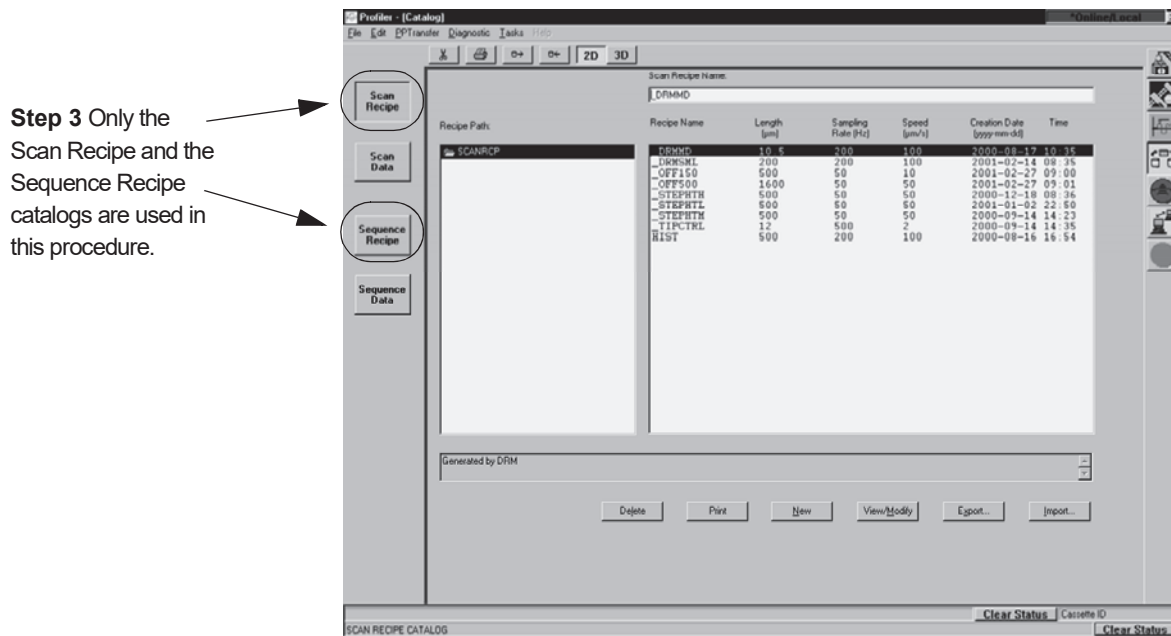 Profiler - [Catalog]
*Online/Local
File Edit PPTransfer Diagnostic Tasks Help
2D 3D
Step 3 Only the
Scan Recipe and the
Sequence Recipe
catalogs are used in
this procedure.
Scan
Recipe
Scan
Data
Sequence
Recipe
Sequence
Data
Scan Recipe Name:
_DRMMD
Recipe Path:
SCANRCP
Recipe Name Length [µm] Sampling Rate [Hz] Speed [µm/s] Creation Date [yyyy-mm-dd] Time
_DRMMD 10.5 200 100 2000-08-17 10:35
_DRMSML 200 200 100 2001-02-14 08:35
_OFF150 500 50 10 2001-02-27 09:00
_OFF500 1600 50 50 2001-02-27 09:01
_STEPHTH 500 50 50 2000-12-18 08:36
_STEPHTL 500 50 50 2001-01-02 22:50
_STEPHTM 500 50 50 2000-09-14 14:23
_TIPCTRL 12 500 2 2000-09-14 14:35
HIST 500 200 100 2000-08-16 16:54
Generated by DRM
Delete Print New View/Modify Export... Import...
Clear Status Cassette ID
SCAN RECIPE CATALOG Clear Status